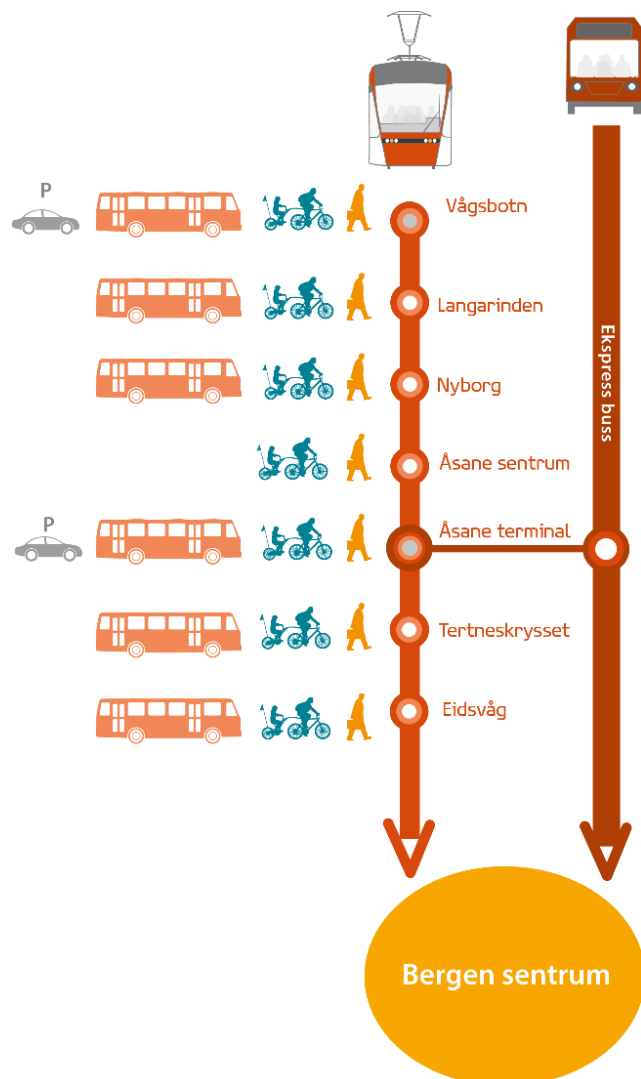 P
Vågsbotn
Langarinden
Nyborg
Ekspress buss
Åsane sentrum
P
Åsane terminal
Tertneskrysset
Eidsvåg
Bergen sentrum